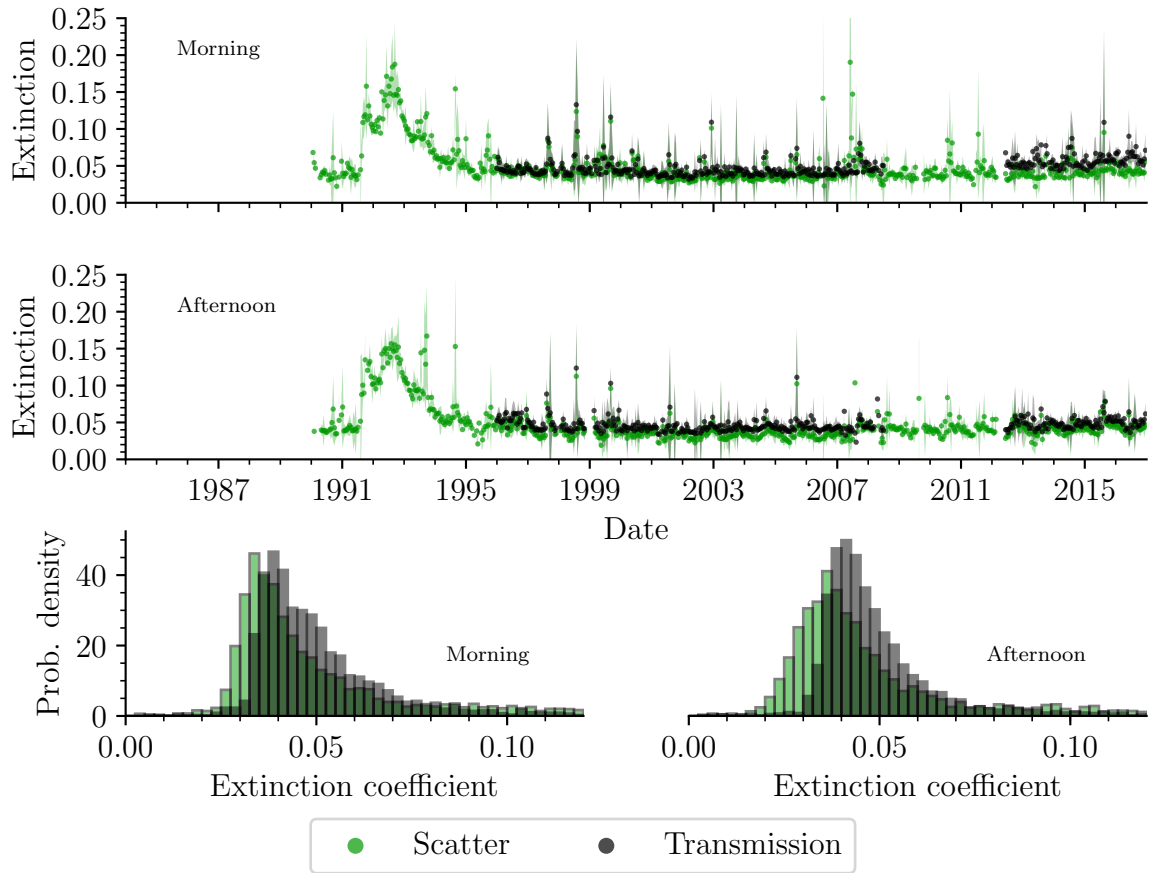 0.25
0.20
0.15
0.10
0.05
0.00
Extinction
Morning
0.25
0.20
0.15
0.10
0.05
0.00
Extinction
Afternoon
1987 1991 1995 1999 2003 2007 2011 2015
Date
40
20
0
Prob. density
Morning
Afternoon
0.00 0.05 0.10
0.00 0.05 0.10
Extinction coefficient
Extinction coefficient
Scatter Transmission